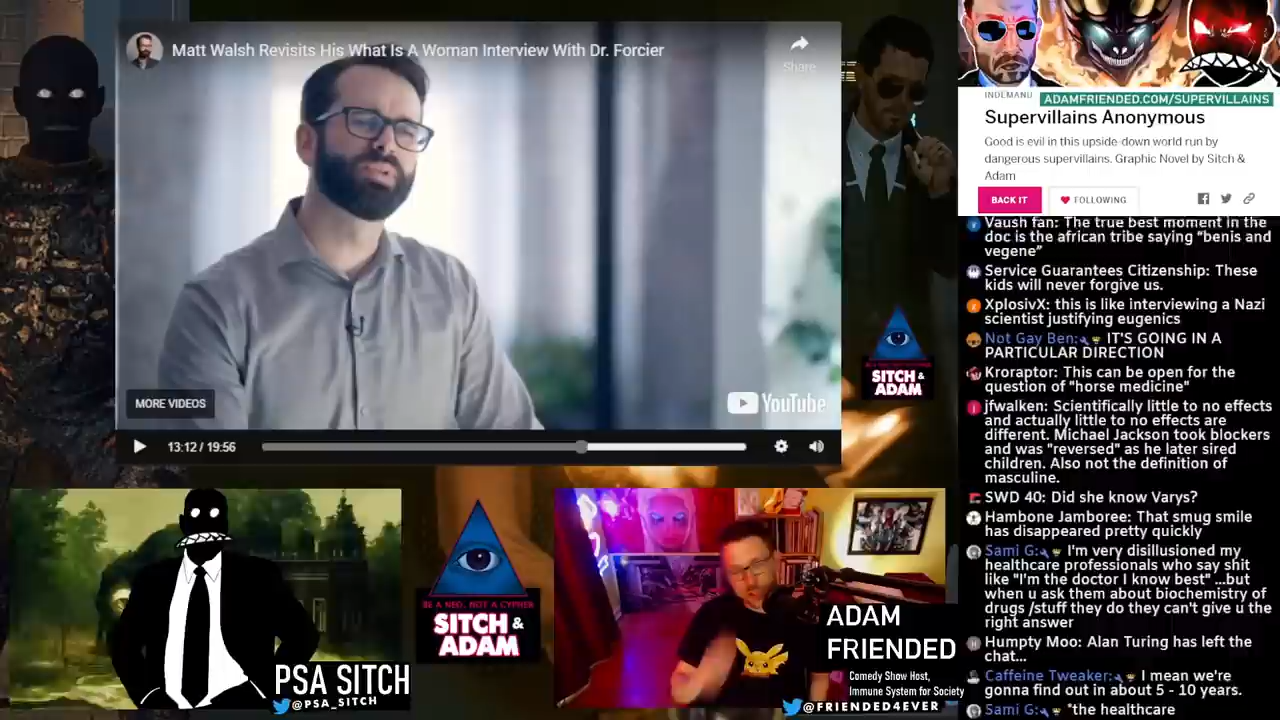 Matt Walsh Revisits His What Is A Woman Interview With Dr. Forcier
Share
MORE VIDEOS
YouTube
13:12 / 19:56
SITCH &
ADAM
BE A NEO, NOT A CYPHER
SITCH &
ADAM
PSA SITCH
@PSA_SITCH
ADAM
FRIENDED
Comedy Show Host,
Immune System for Society
@FRIENDED4EVER
INDEMAND
ADAMFRIENDED.COM/SUPERVILLAINS
Supervillains Anonymous
Good is evil in this upside-down world run by
dangerous supervillains. Graphic Novel by Sitch &
Adam
BACK IT
FOLLOWING
Vaush fan: The true best moment in the
doc is the african tribe saying "benis and
vegene"
Service Guarantees Citizenship: These
kids will never forgive us.
XplosivX: this is like interviewing a Nazi
scientist justifying eugenics
Not Gay Ben: IT'S GOING IN A
PARTICULAR DIRECTION
Kroraptor: This can be open for the
question of "horse medicine"
jfwalken: Scientifically little to no effects
and actually little to no effects are
different. Michael Jackson took blockers
and was "reversed" as he later sired
children. Also not the definition of
masculine.
SWD 40: Did she know Varys?
Hambone Jamboree: That smug smile
has disappeared pretty quickly
Sami G: I'm very disillusioned my
healthcare professionals who say shit
like "I'm the doctor I know best" ...but
when u ask them about biochemistry of
drugs /stuff they do they can't give u the
right answer
Humpty Moo: Alan Turing has left the
chat...
Caffeine Tweaker: I mean we're
gonna find out in about 5 - 10 years.
Sami G: *the healthcare